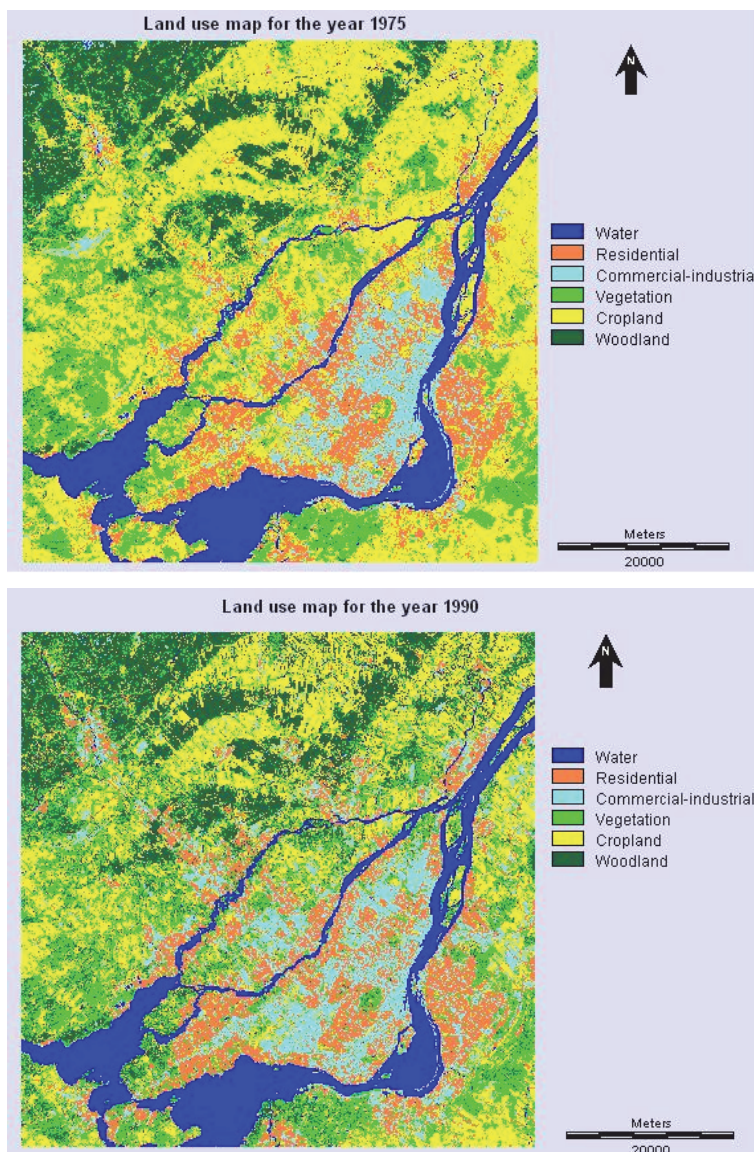 Land use map for the year 1975
N
Water
Residential
Commercial-industrial
Vegetation
Cropland
Woodland
Meters
20000
Land use map for the year 1990
N
Water
Residential
Commercial-industrial
Vegetation
Cropland
Woodland
Meters
20000